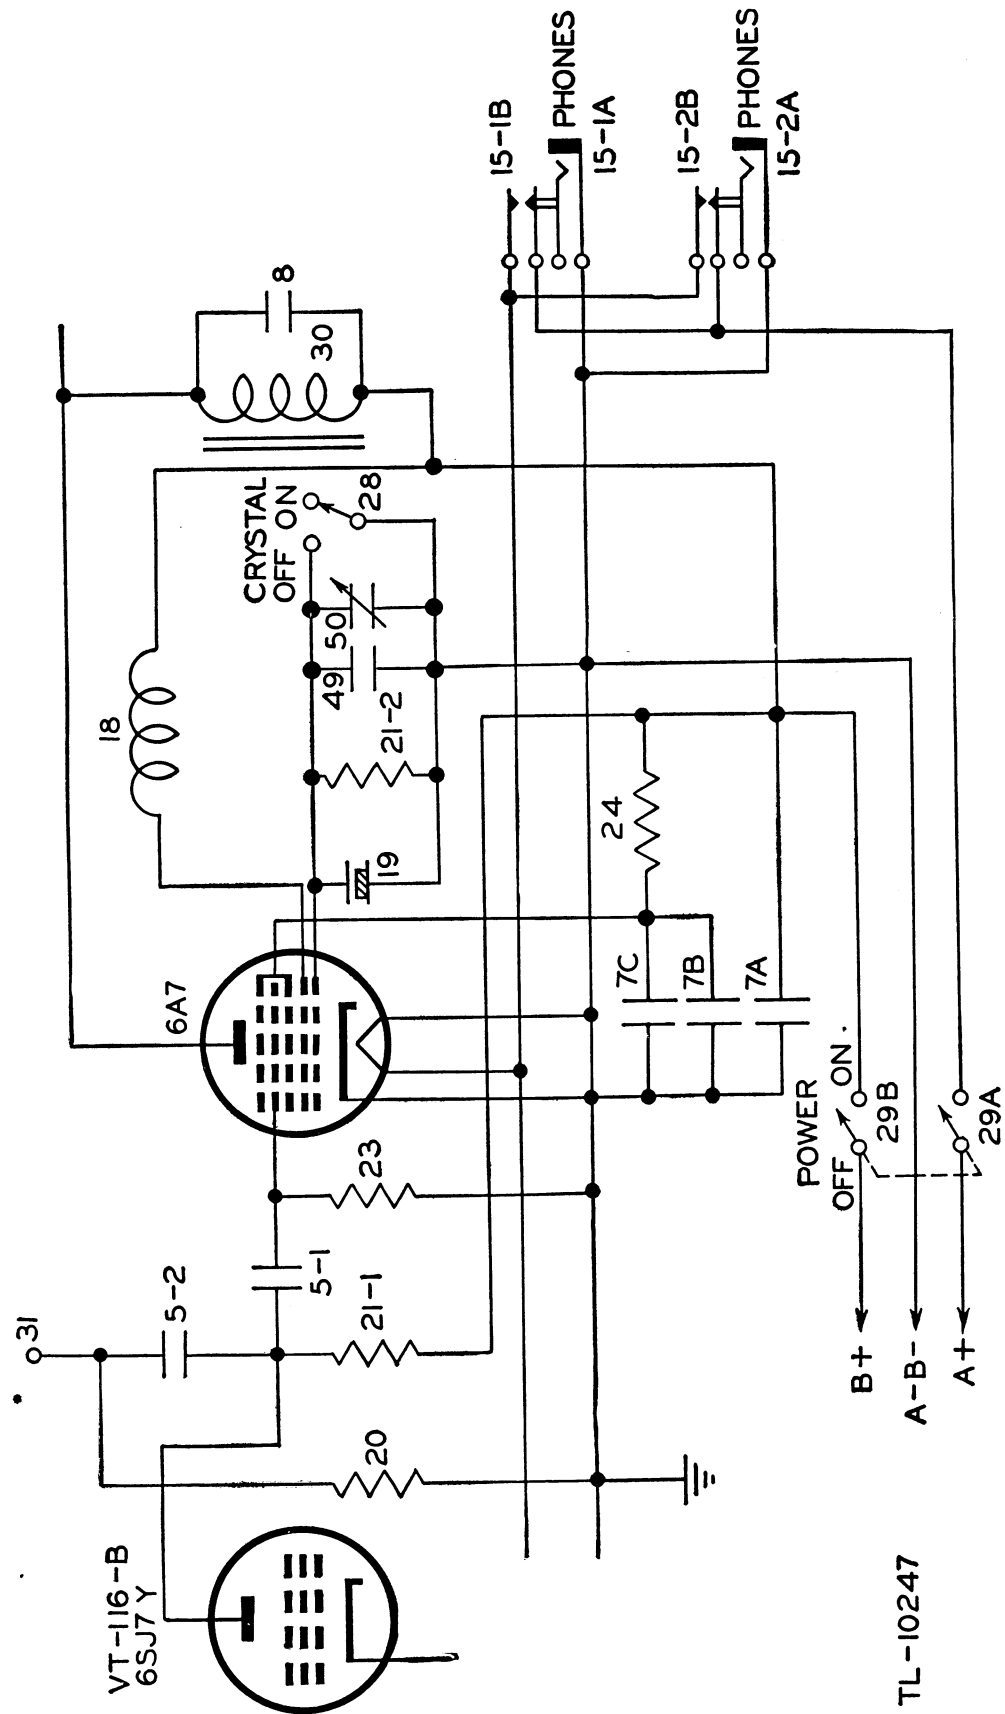 VT-116-B
6SJ7Y
31
5-2
5-1
20
21-1
23
6A7
18
CRYSTAL
OFF ON
28
50
49
21-2
19
30
8
15-1B
PHONES
15-1A
15-2B
PHONES
15-2A
24
7C
7B
7A
POWER
OFF ON.
29B
29A
B+
A-B-
A+
TL-10247